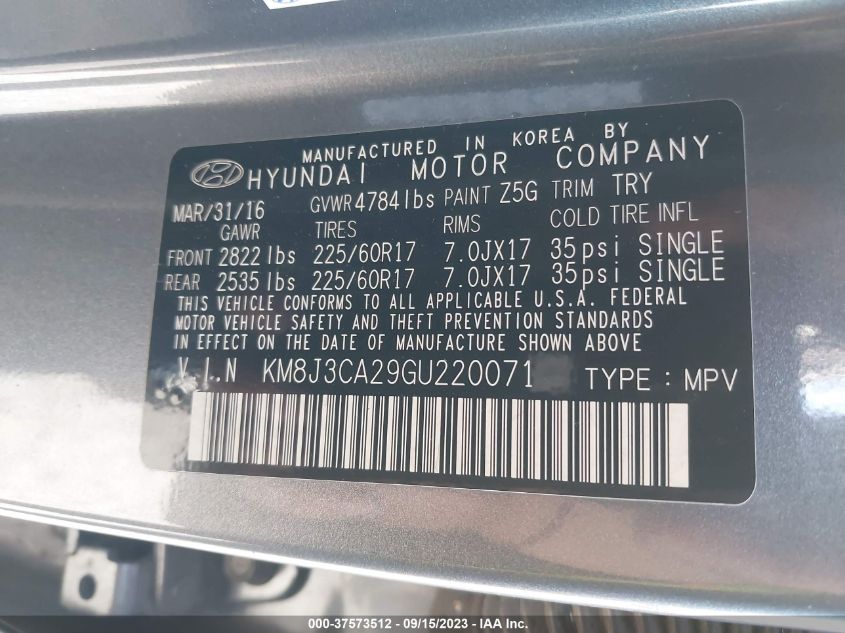 MANUFACTURED IN KOREA BY
HYUNDAI MOTOR COMPANY
MAR/31/16 GVWR 4784 lbs PAINT Z5G TRIM TRY
GAWR TIRES RIMS COLD TIRE INFL
FRONT 2822 lbs 225/60R17 7.0JX17 35psi SINGLE
REAR 2535 lbs 225/60R17 7.0JX17 35psi SINGLE
THIS VEHICLE CONFORMS TO ALL APPLICABLE U.S.A. FEDERAL
MOTOR VEHICLE SAFETY AND THEFT PREVENTION STANDARDS
IN EFFECT ON THE DATE OF MANUFACTURE SHOWN ABOVE
V.I.N KM8J3CA29GU220071 TYPE: MPV
000-37573512 - 09/15/2023 - IAA Inc.